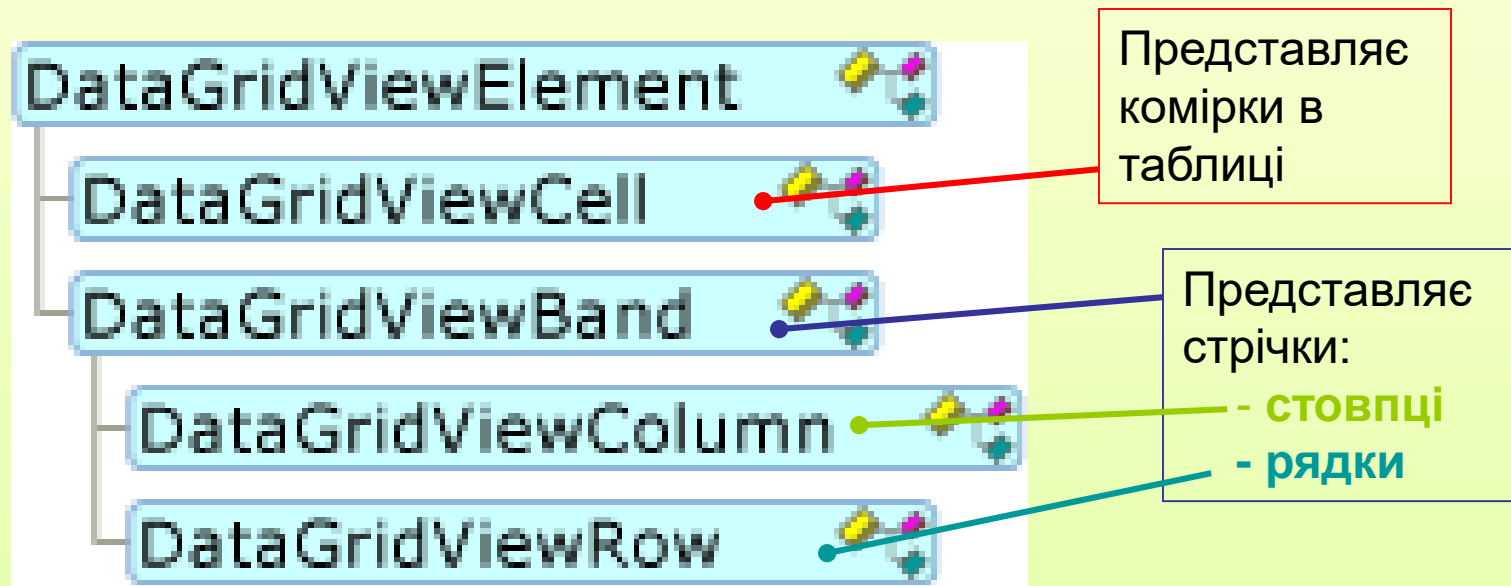 DataGridViewElement
DataGridViewCell
DataGridViewBand
DataGridViewColumn
DataGridViewRow
Представляє
комірки в
таблиці
Представляє
стрічки:
- стовпці
- рядки